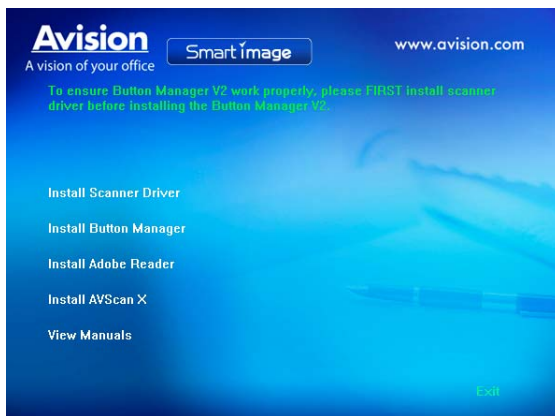 Avision
A vision of your office
Smart image
www.avision.com
To ensure Button Manager V2 work properly, please FIRST install scanner
driver before installing the Button Manager V2.
Install Scanner Driver
Install Button Manager
Install Adobe Reader
Install AVScan X
View Manuals
Exit